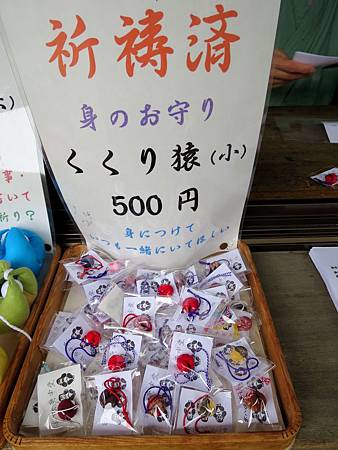 祈祷済
身のお守り
くくり猿(小)
500円
身につけて
いつも一緒にいてほしい